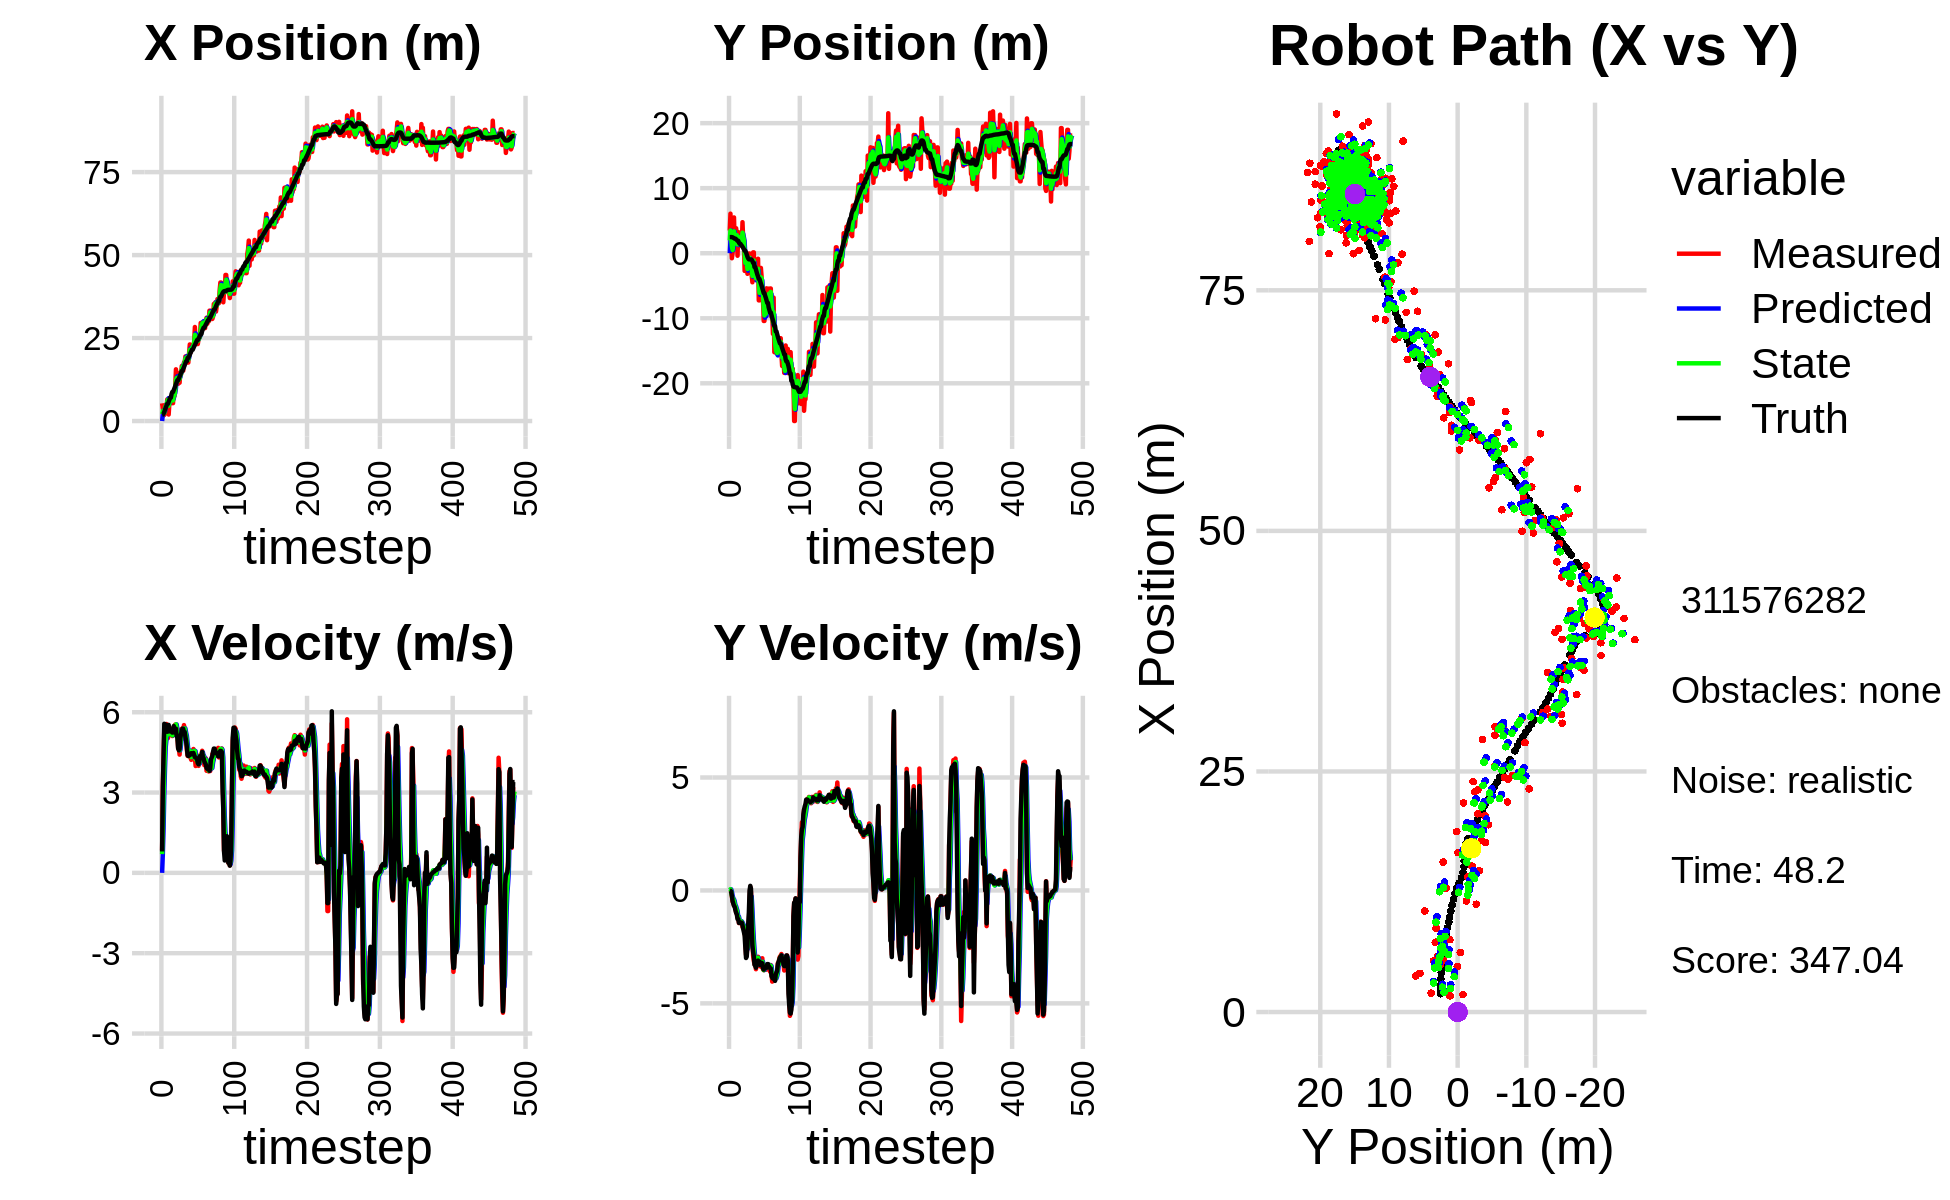 X Position (m)
75
50
25
0
0
100
200
300
400
500
timestep
Y Position (m)
20
10
0
-10
-20
0
100
200
300
400
500
timestep
X Velocity (m/s)
6
3
0
-3
-6
0
100
200
300
400
500
timestep
Y Velocity (m/s)
5
0
-5
0
100
200
300
400
500
timestep
Robot Path (X vs Y)
X Position (m)
75
50
25
0
20 10 0 -10 -20
Y Position (m)
variable
Measured
Predicted
State
Truth
311576282
Obstacles: none
Noise: realistic
Time: 48.2
Score: 347.04